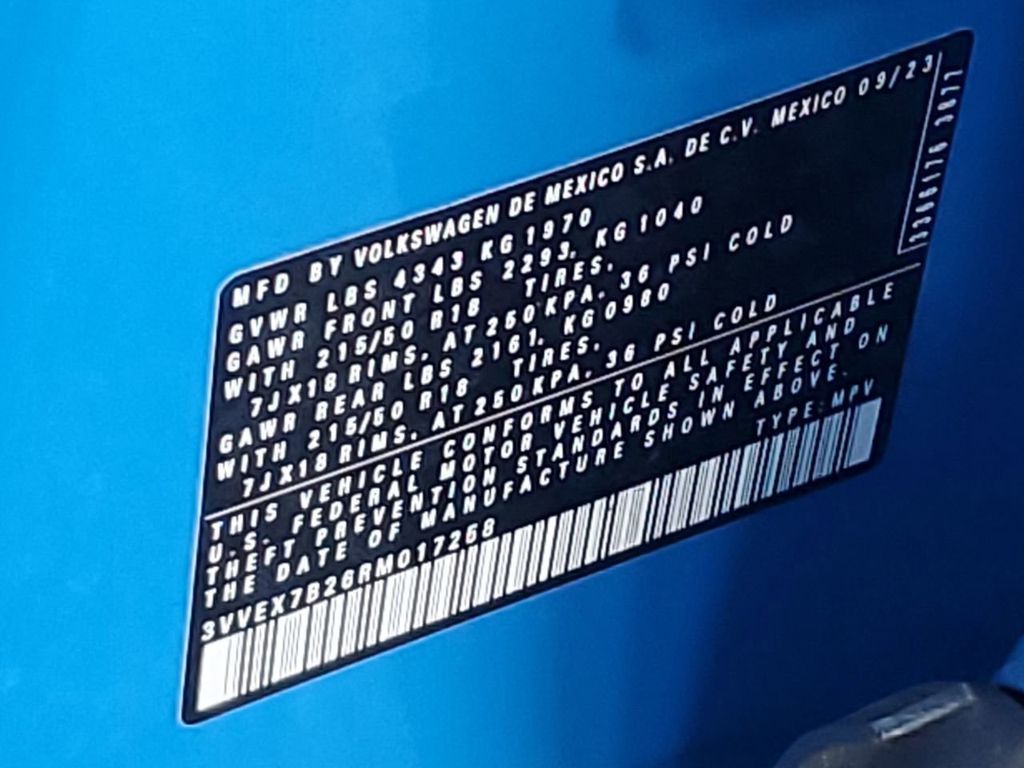 MFD BY VOLKSWAGEN DE MEXICO S.A. DE C.V. MEXICO 09/23
GVWR LBS 4343 KG 1970
GAWR FRONT LBS 2293, KG 1040
WITH 215/50 R18 TIRES,
7JX18 RIMS, AT 250 KPA, 36 PSI COLD
GAWR REAR LBS 2161, KG 0980
WITH 215/50 R18 TIRES,
7JX18 RIMS, AT 250 KPA, 36 PSI COLD
THIS VEHICLE CONFORMS TO ALL APPLICABLE
U.S. FEDERAL MOTOR VEHICLE SAFETY AND
THEFT PREVENTION STANDARDS IN EFFECT ON
THE DATE OF MANUFACTURE SHOWN ABOVE.
3VVEX7B26RM017268 TYPE: MPV